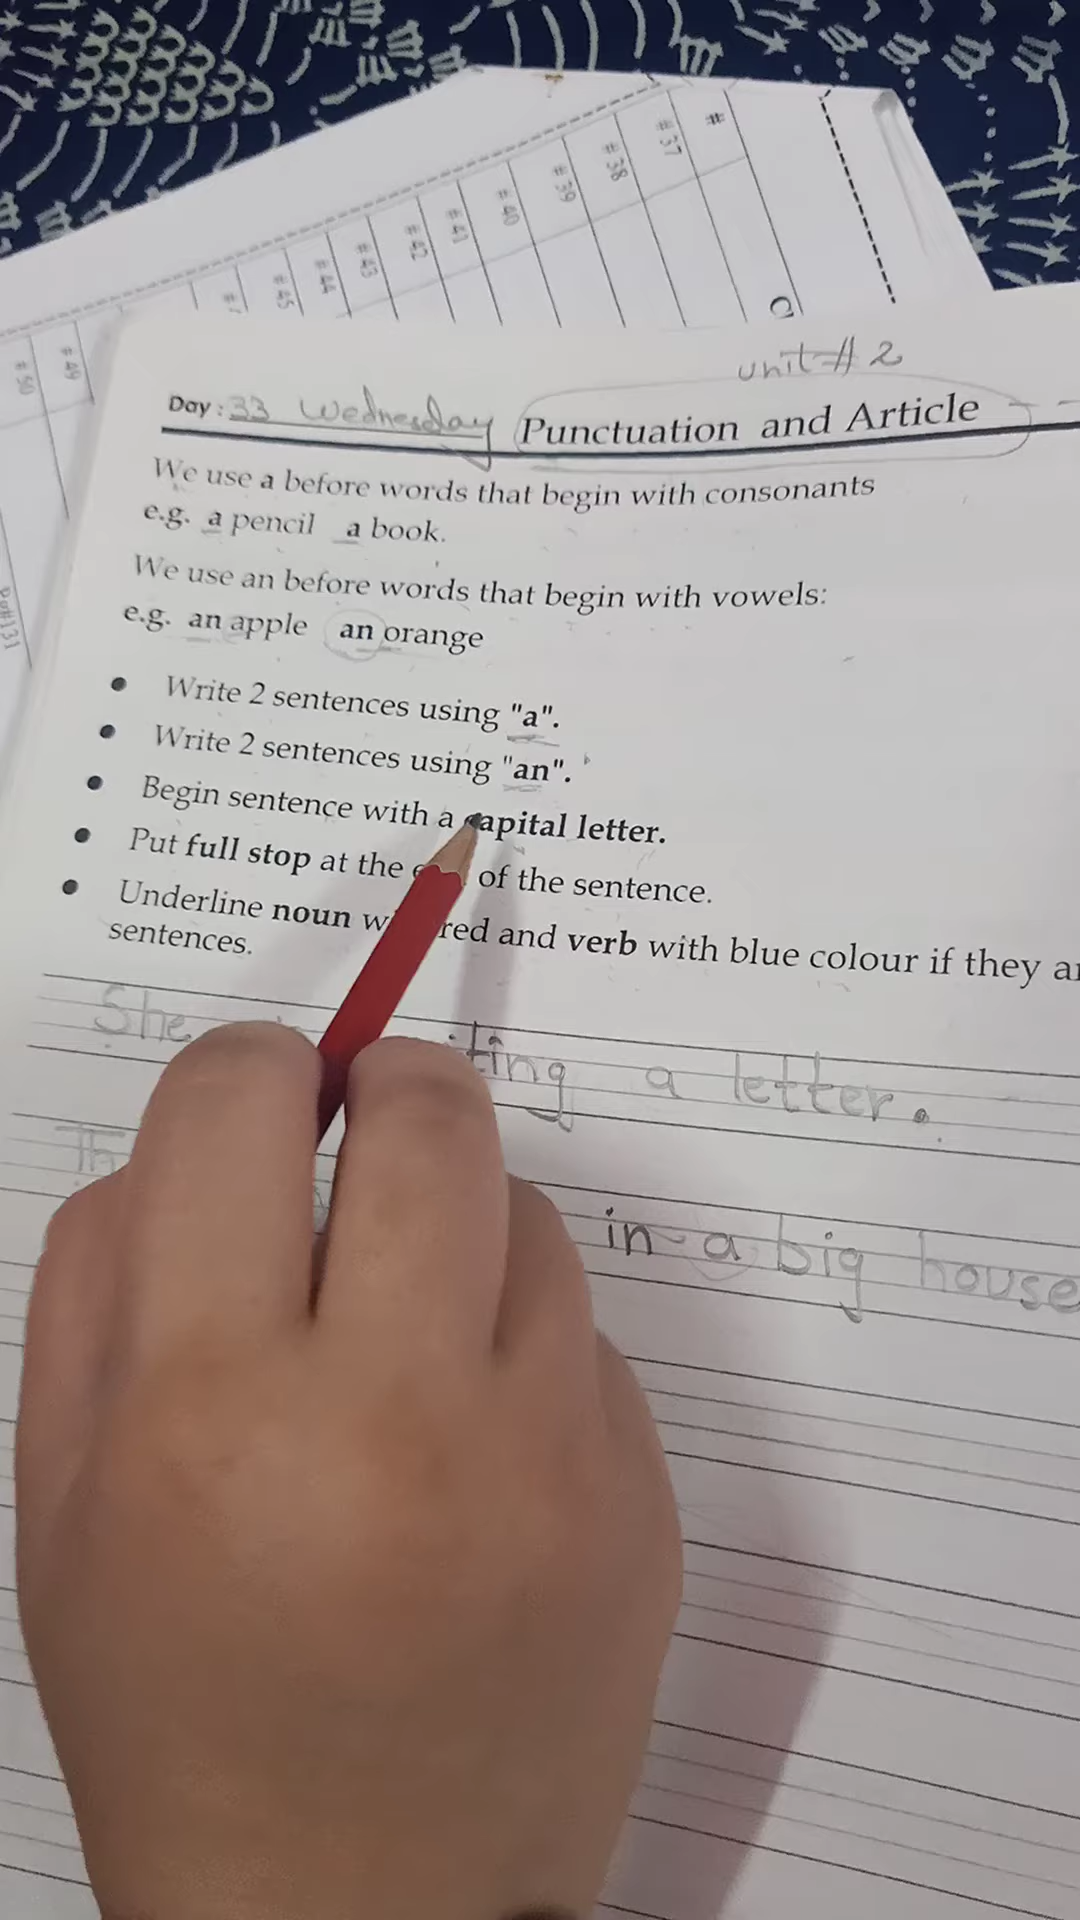 #
#37
#38
#39
#40
#41
#42
#43
#44
#45
#49
#50
unit # 2
Day : 33 Wednesday Punctuation and Article
We use a before words that begin with consonants
e.g. a pencil a book.
We use an before words that begin with vowels:
e.g. an apple an orange
• Write 2 sentences using "a".
• Write 2 sentences using "an".
• Begin sentence with a capital letter.
• Put full stop at the of the sentence.
• Underline noun red and verb with blue colour if they
sentences.
She a letter.
in a big house